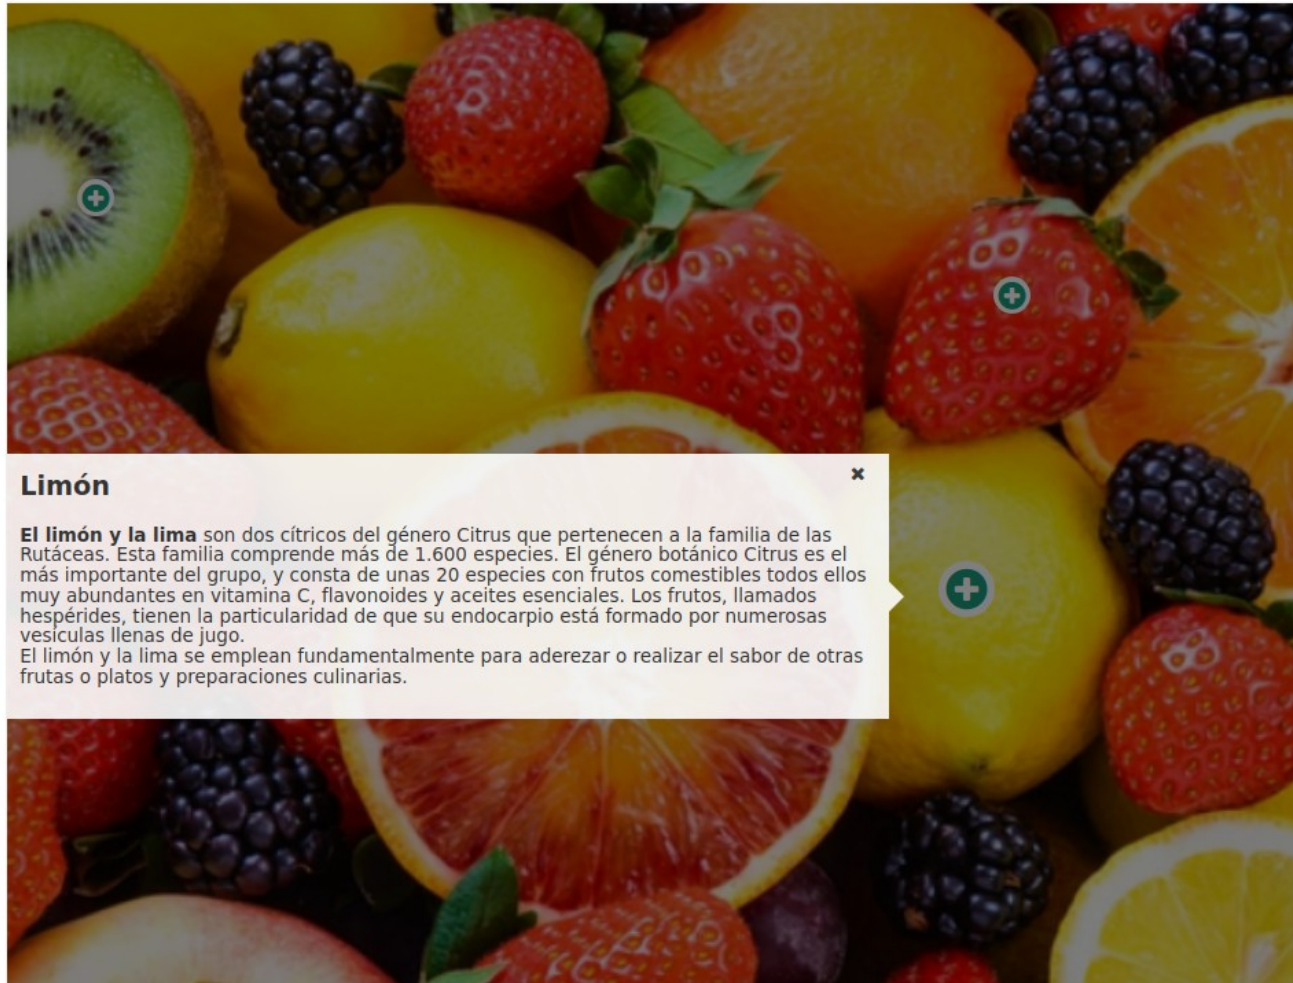 Limón
El limón y la lima son dos cítricos del género Citrus que pertenecen a la familia de las
Rutáceas. Esta familia comprende más de 1.600 especies. El género botánico Citrus es el
más importante del grupo, y consta de unas 20 especies con frutos comestibles todos ellos
muy abundantes en vitamina C, flavonoides y aceites esenciales. Los frutos, llamados
hespérides, tienen la particularidad de que su endocarpio está formado por numerosas
vesículas llenas de jugo.
El limón y la lima se emplean fundamentalmente para aderezar o realizar el sabor de otras
frutas o platos y preparaciones culinarias.